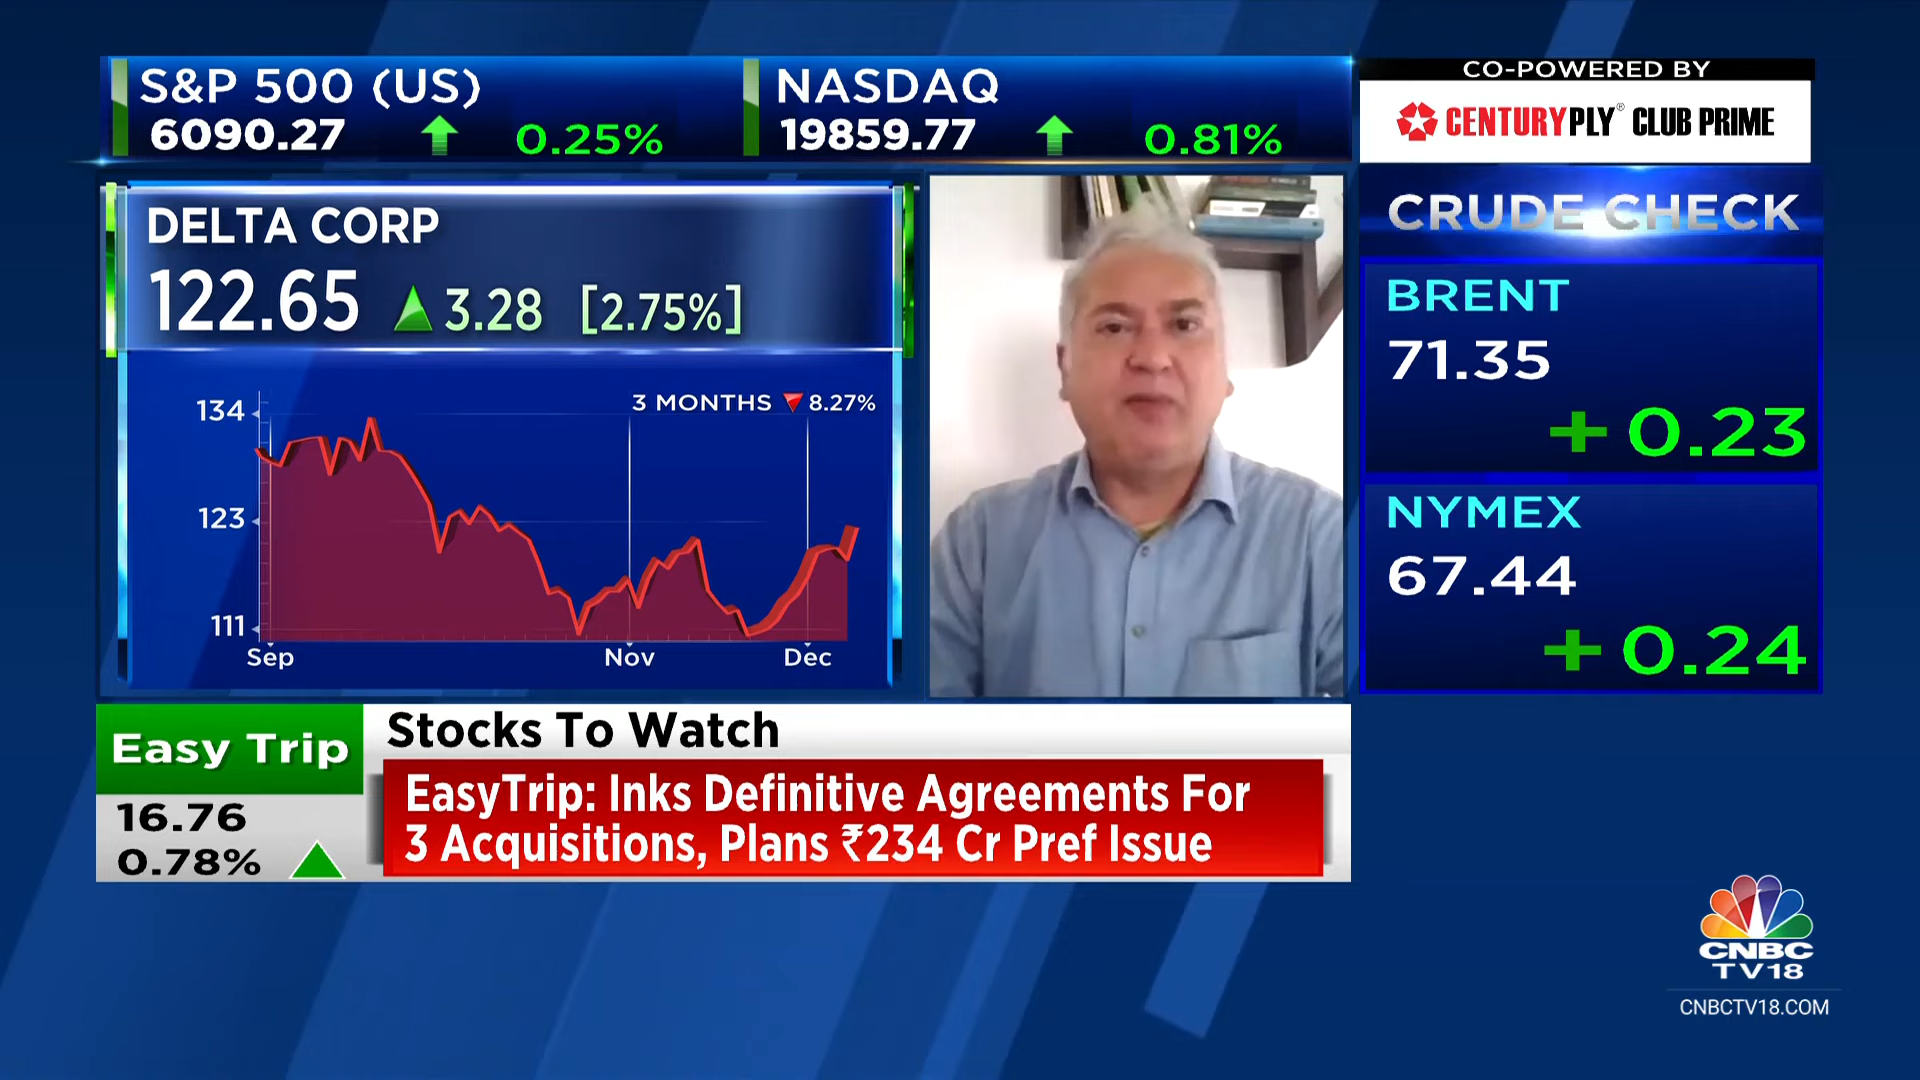 S&P 500 (US)
6090.27 0.25%
NASDAQ
19859.77 0.81%
CO-POWERED BY
CENTURYPLY® CLUB PRIME
DELTA CORP
122.65 3.28 [2.75%]
3 MONTHS 8.27%
134
123
111
Sep Nov Dec
CRUDE CHECK
BRENT
71.35
+ 0.23
NYMEX
67.44
+ 0.24
Easy Trip
16.76
0.78%
Stocks To Watch
EasyTrip: Inks Definitive Agreements For
3 Acquisitions, Plans ₹234 Cr Pref Issue
CNBC
TV18
CNBCTV18.COM